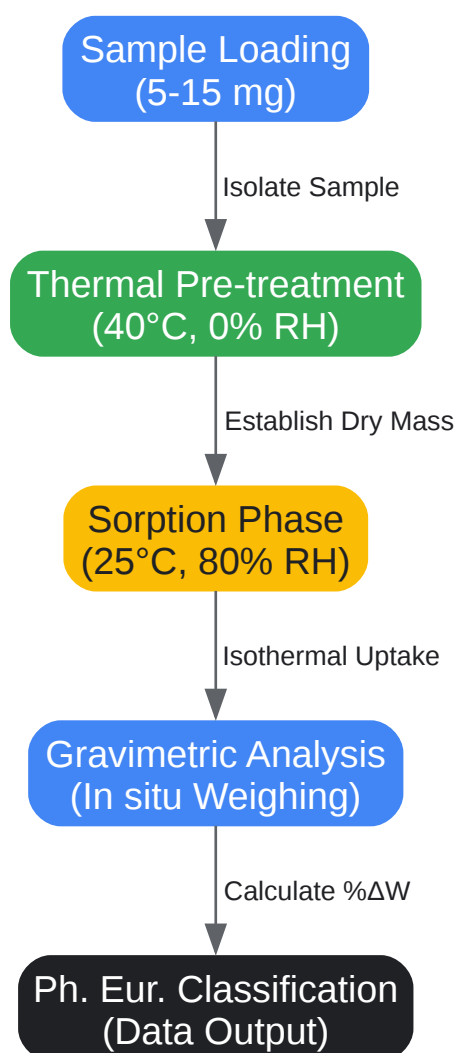 Sample Loading
(5-15 mg)
Isolate Sample
Thermal Pre-treatment
(40°C, 0% RH)
Establish Dry Mass
Sorption Phase
(25°C, 80% RH)
Isothermal Uptake
Gravimetric Analysis
(In situ Weighing)
Calculate %ΔW
Ph. Eur. Classification
(Data Output)